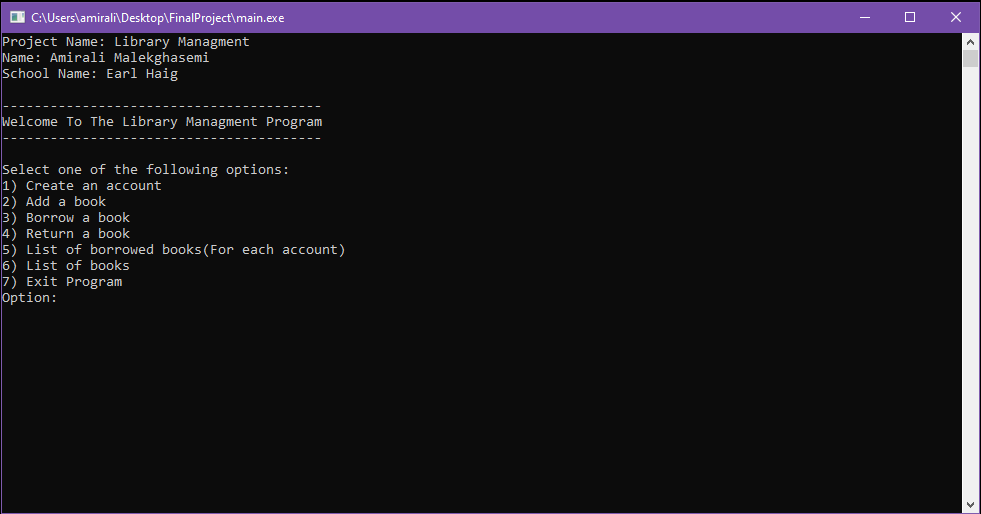 C:\Users\amirali\Desktop\FinalProject\main.exe
Project Name: Library Managment
Name: Amirali Malekghasemi
School Name: Earl Haig
----------------------------------------
Welcome To The Library Managment Program
----------------------------------------
Select one of the following options:
1) Create an account
2) Add a book
3) Borrow a book
4) Return a book
5) List of borrowed books(For each account)
6) List of books
7) Exit Program
Option: